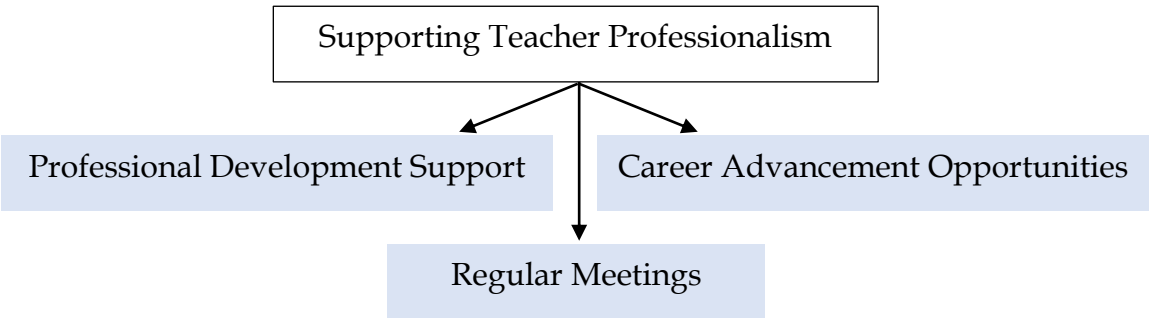 Supporting Teacher Professionalism
Professional Development Support
Career Advancement Opportunities
Regular Meetings